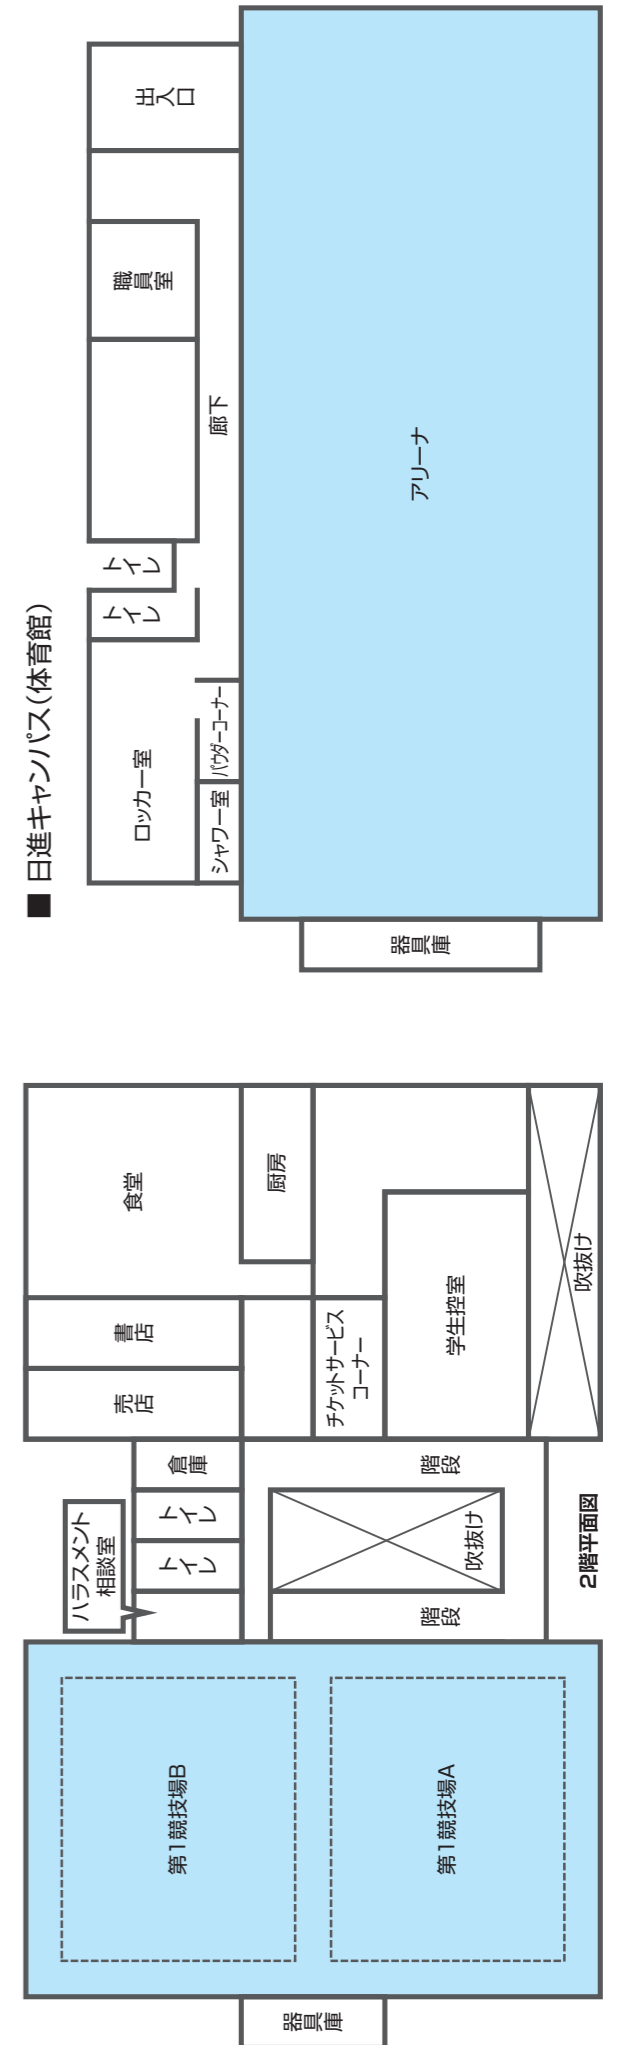 ■ 日進キャンパス(体育館)
出入口
職員室
廊下
トイレ
トイレ
ロッカー室
パウダーコーナー
シャワー室
アリーナ
器具庫
食堂
厨房
書店
売店
チケットサービス
コーナー
学生控室
吹抜け
倉庫
トイレ
トイレ
ハラスメント
相談室
階段
吹抜け
階段
2階平面図
第1競技場B
第1競技場A
器具庫